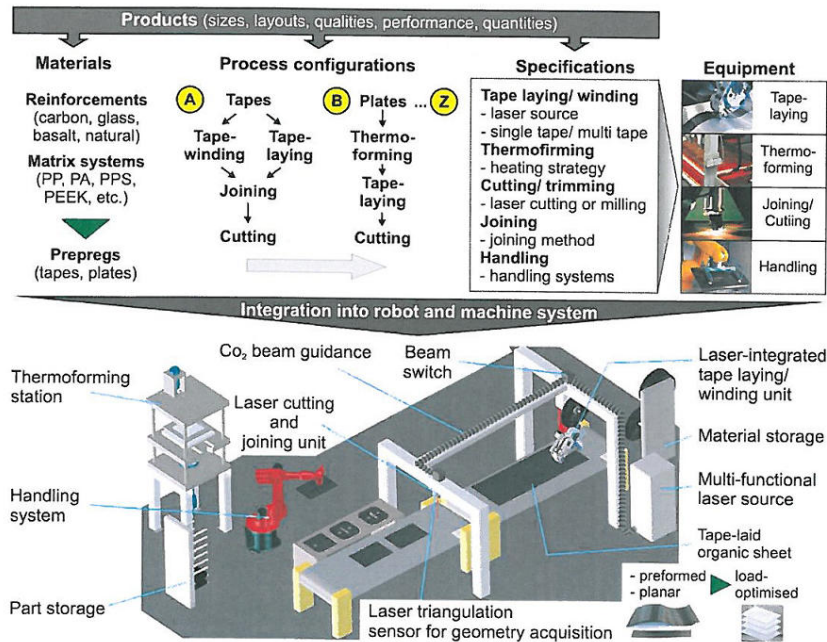 Products (sizes, layouts, qualities, performance, quantities)
Materials
Reinforcements
(carbon, glass,
basalt, natural)
Matrix systems
(PP, PA, PPS,
PEEK, etc.)
Prepregs
(tapes, plates)
Process configurations
A Tapes
Tape-
winding
Tape-
laying
Joining
Cutting
B Plates ... Z
Thermo-
forming
Tape-
laying
Cutting
Specifications
Tape laying/ winding
- laser source
- single tape/ multi tape
Thermofirming
- heating strategy
Cutting/ trimming
- laser cutting or milling
Joining
- joining method
Handling
- handling systems
Equipment
Tape-
laying
Thermo-
forming
Joining/
Cutiing
Handling
Integration into robot and machine system
Thermoforming
station
Handling
system
Part storage
Co₂ beam guidance
Laser cutting
and
joining unit
Beam
switch
Laser-integrated
tape laying/
winding unit
Material storage
Multi-functional
laser source
Tape-laid
organic sheet
Laser triangulation
sensor for geometry acquisition
- preformed
- planar
load-
optimised